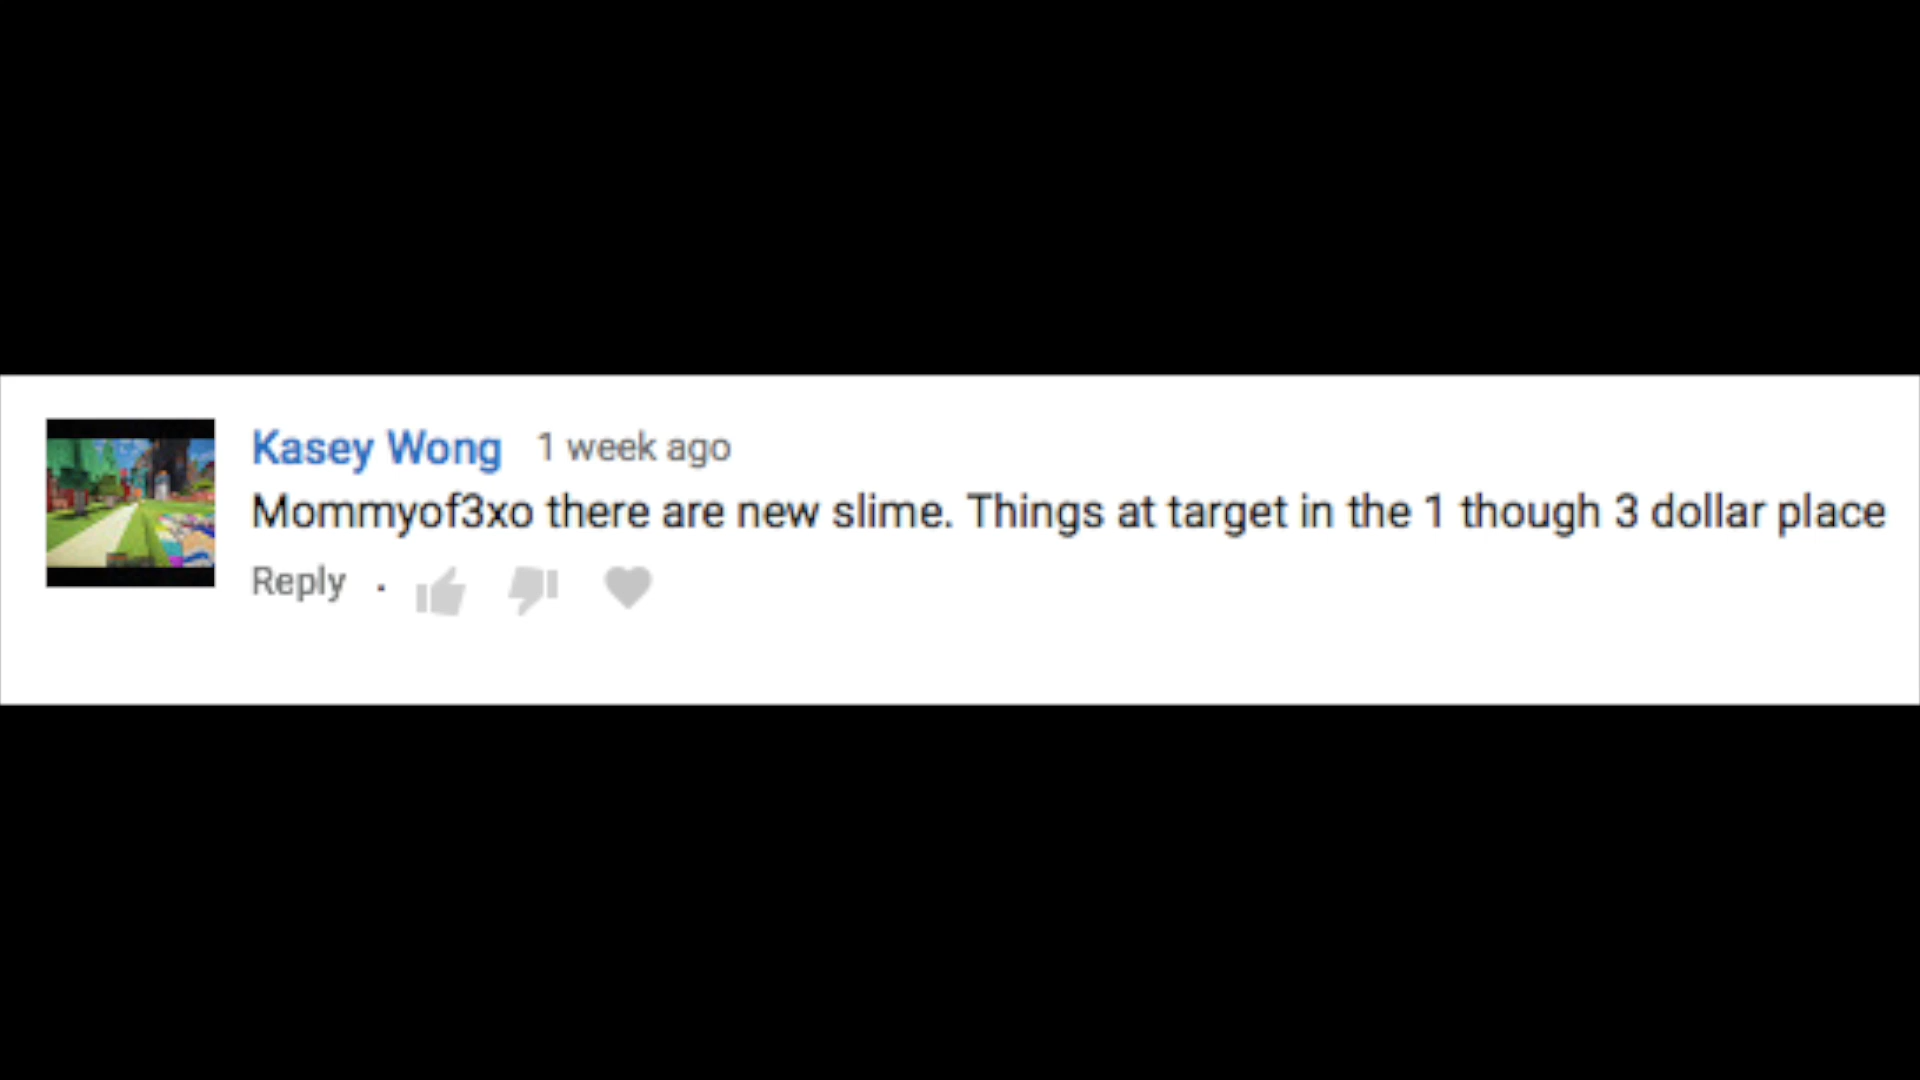 Kasey Wong 1 week ago
Mommyof3xo there are new slime. Things at target in the 1 though 3 dollar place
Reply ·